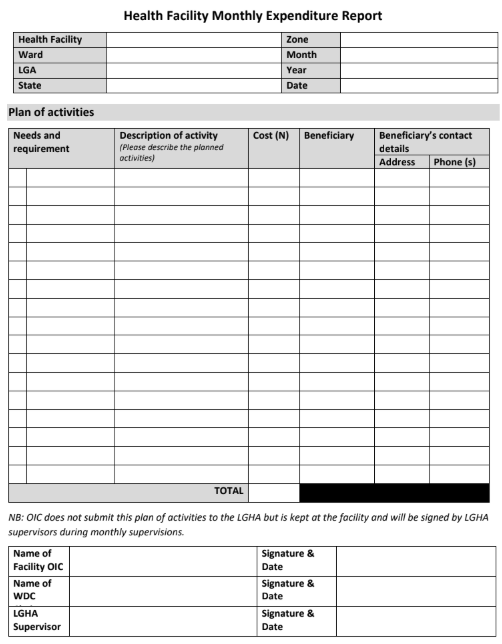 Health Facility Monthly Expenditure Report
Health Facility Zone
Ward Month
LGA Year
State Date
Plan of activities
Needs and Description of activity Cost (N) Beneficiary Beneficiary's contact
requirement (Please describe the planned details
activities) Address Phone (s)
TOTAL
NB: OIC does not submit this plan of activities to the LGHA but is kept at the facility and will be signed by LGHA
supervisors during monthly supervisions.
Name of Signature &
Facility OIC Date
Name of Signature &
WDC Date
LGHA Signature &
Supervisor Date